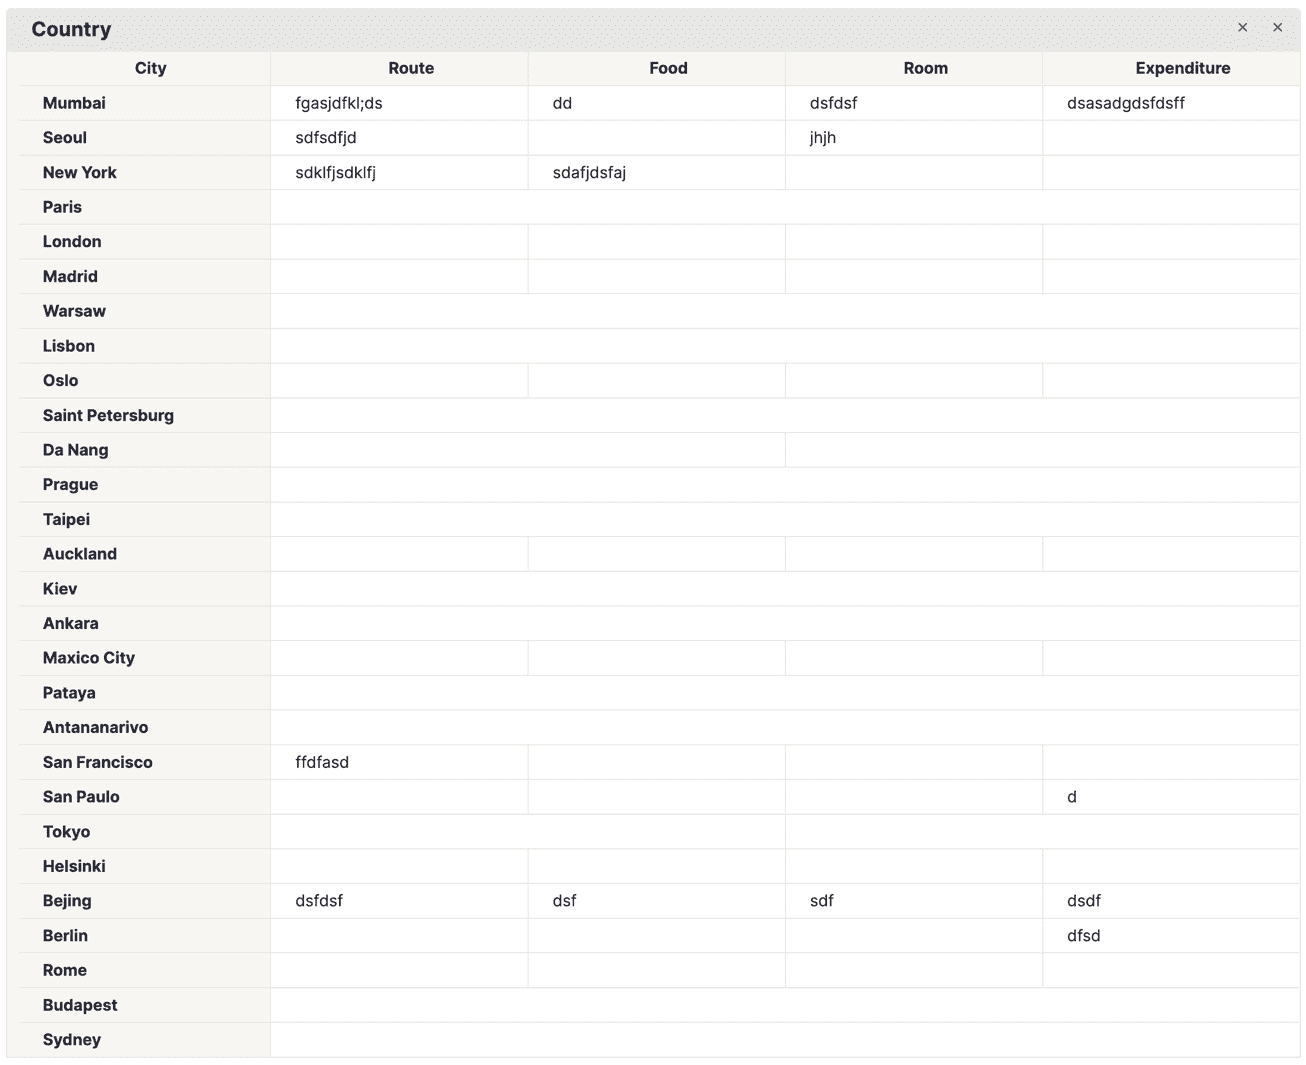 Country × ×
City Route Food Room Expenditure
Mumbai fgasjdfkl;ds dd dsfdsf dsasadgdsfdsff
Seoul sdfsdfjd jhjh
New York sdklfjsdklfj sdafjdsfaj
Paris
London
Madrid
Warsaw
Lisbon
Oslo
Saint Petersburg
Da Nang
Prague
Taipei
Auckland
Kiev
Ankara
Maxico City
Pataya
Antananarivo
San Francisco ffdfasd
San Paulo d
Tokyo
Helsinki
Bejing dsfdsf dsf sdf dsdf
Berlin dfsd
Rome
Budapest
Sydney